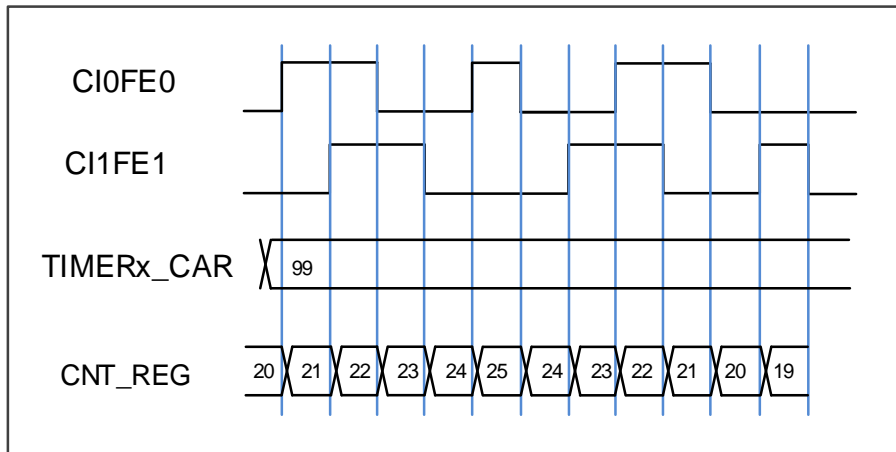 CI0FE0
CI1FE1
TIMERx_CAR 99
CNT_REG 20 21 22 23 24 25 24 23 22 21 20 19